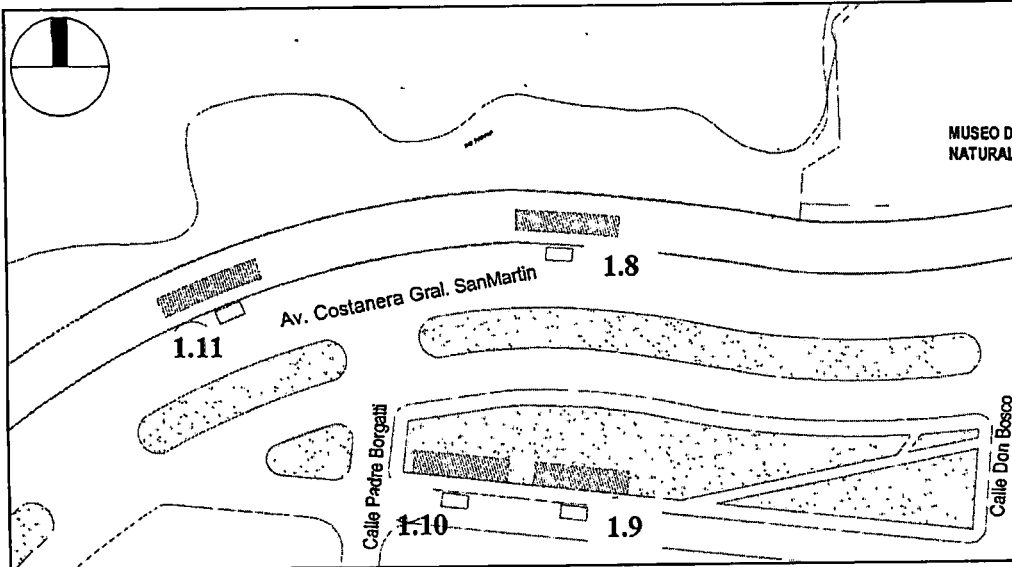 MUSEO D
NATURAL
1.8
Av. Costanera Gral. SanMartin
1.11
Calle Padre Borgatti
Calle Don Bosco
1.10
1.9